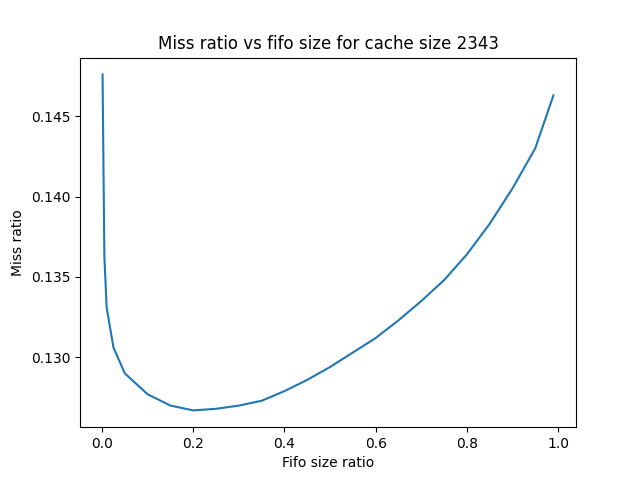 Miss ratio vs fifo size for cache size 2343
0.145
0.140
0.135
0.130
Miss ratio
0.0 0.2 0.4 0.6 0.8 1.0
Fifo size ratio